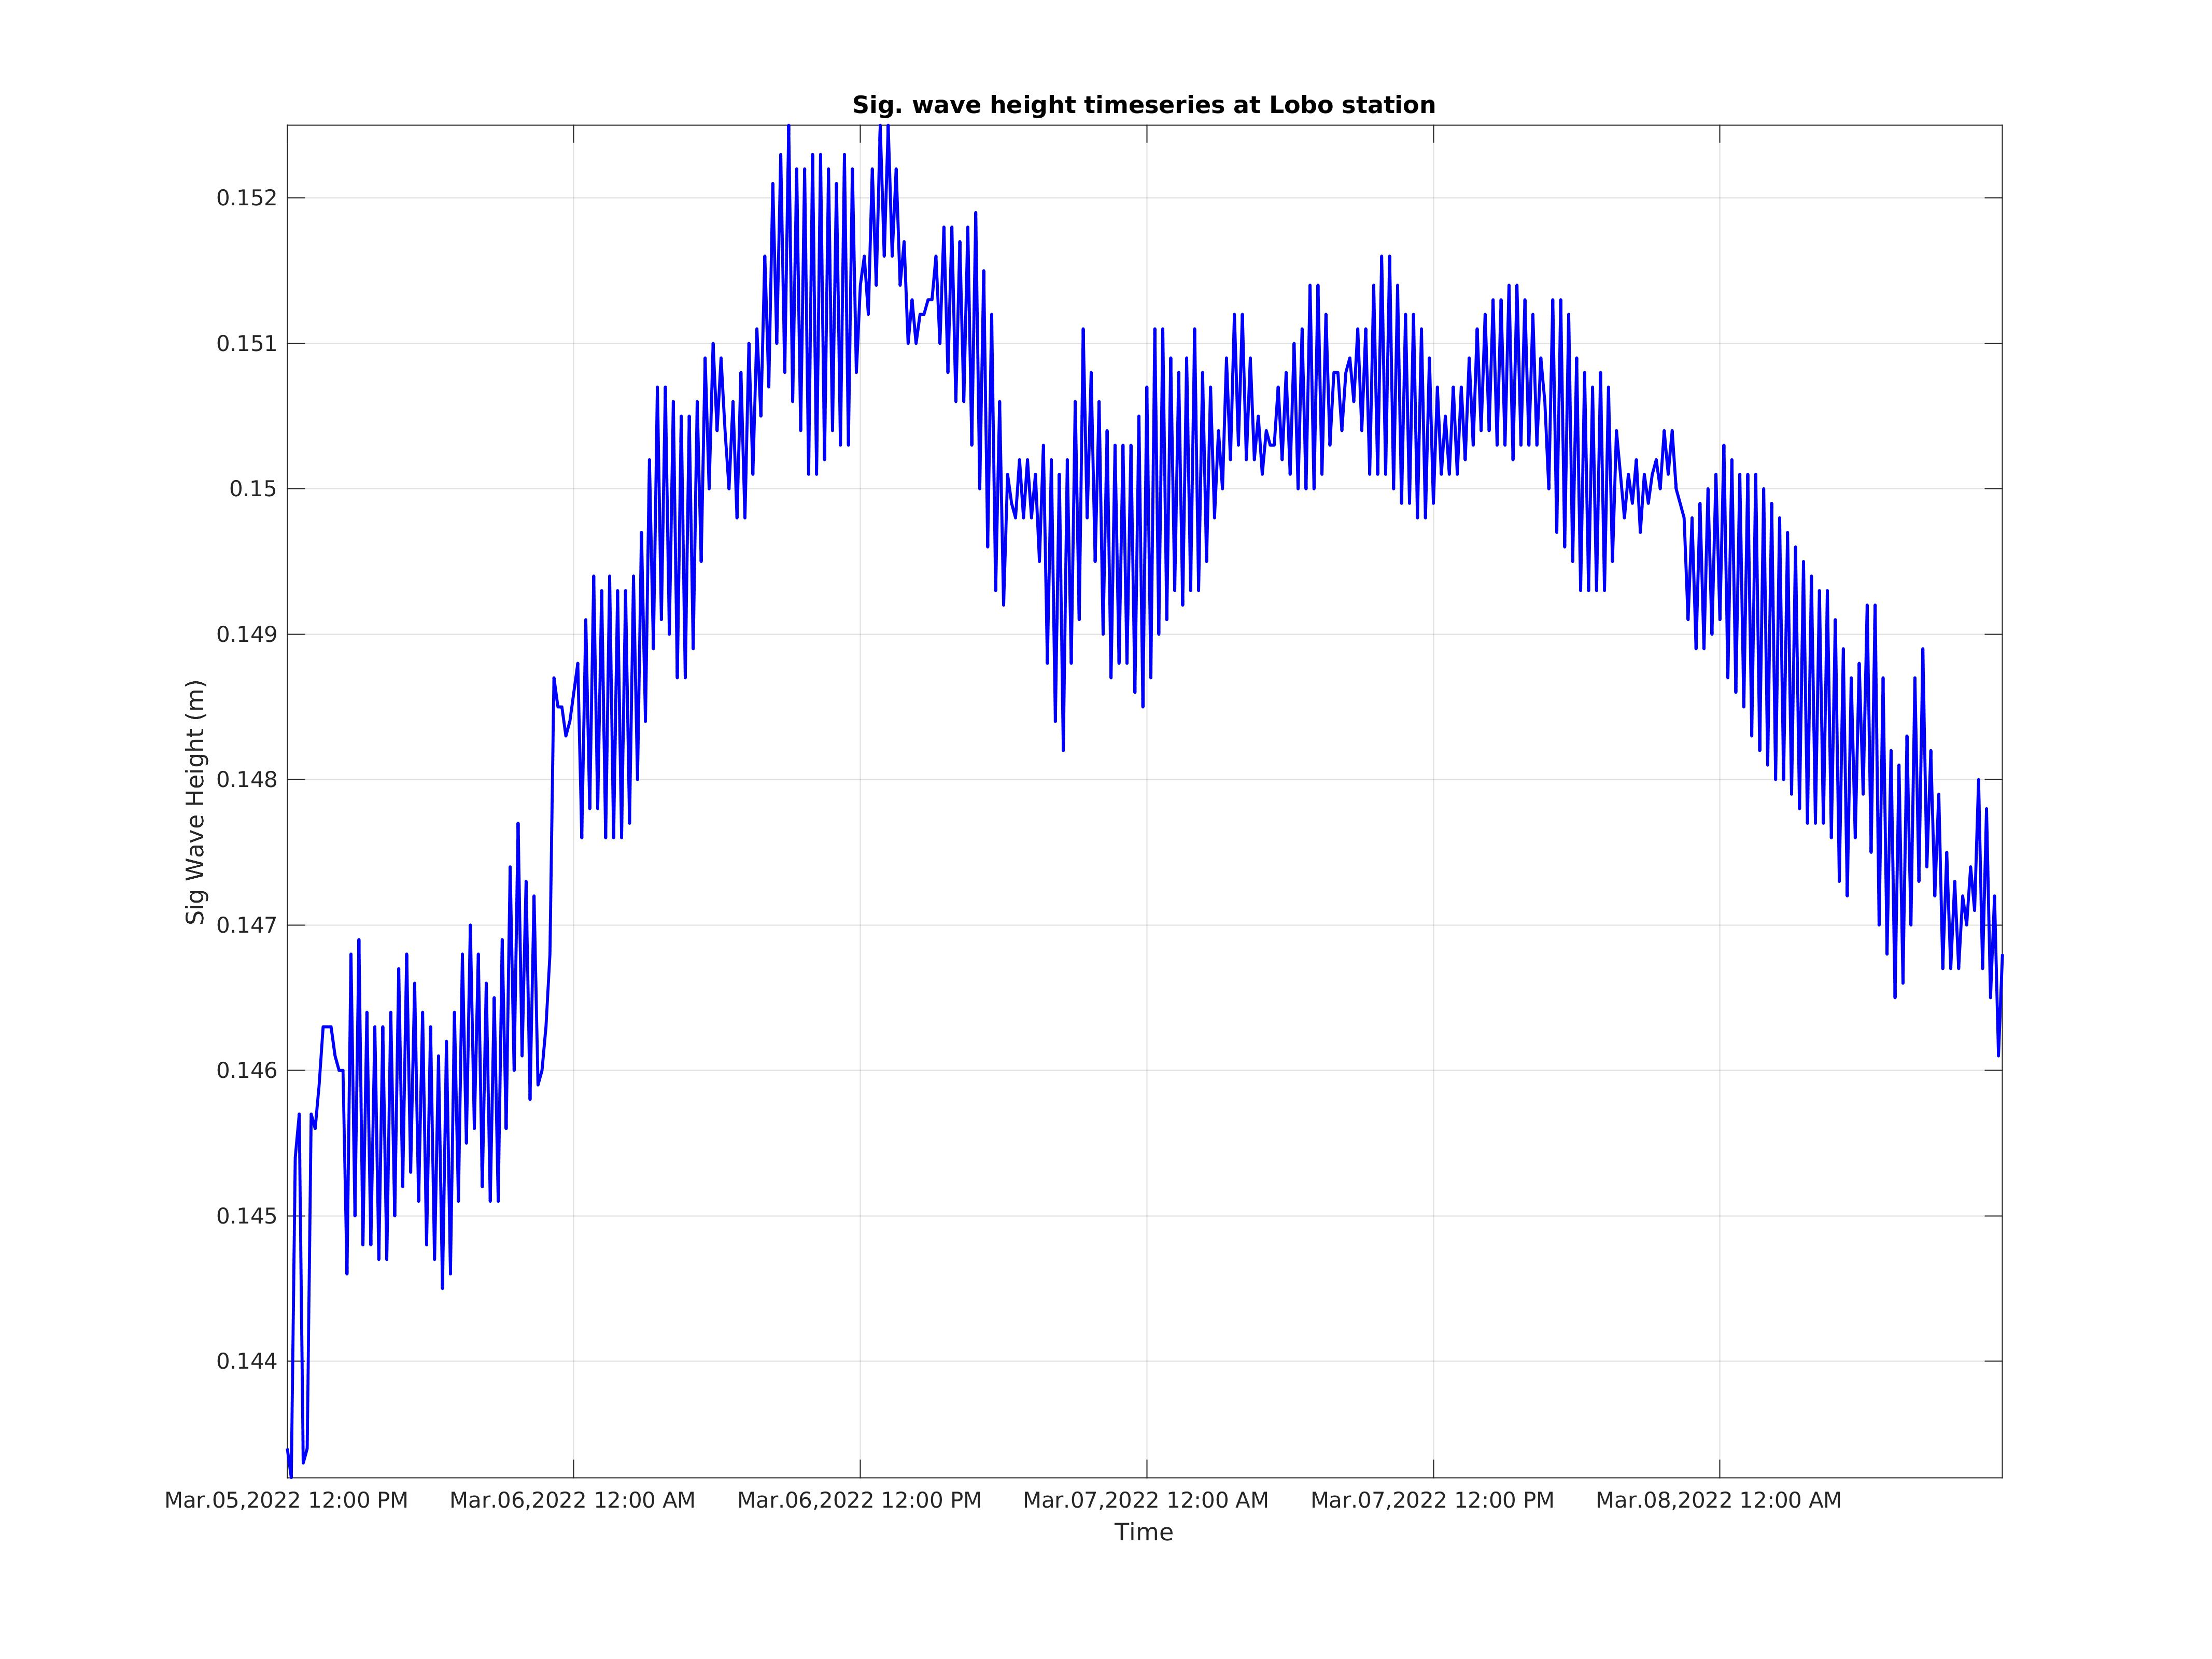 Sig. wave height timeseries at Lobo station
0.152
0.151
0.15
0.149
0.148
0.147
0.146
0.145
0.144
Sig Wave Height (m)
Mar.05,2022 12:00 PM Mar.06,2022 12:00 AM Mar.06,2022 12:00 PM Mar.07,2022 12:00 AM Mar.07,2022 12:00 PM Mar.08,2022 12:00 AM
Time